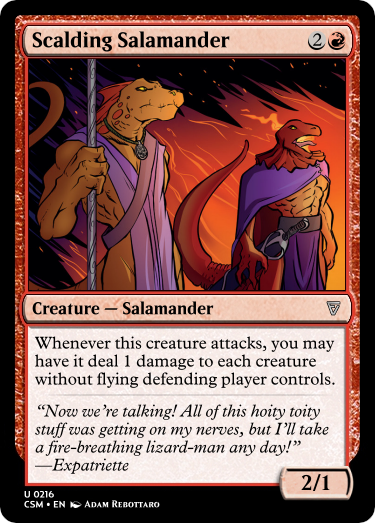 Scalding Salamander 2
Creature — Salamander
Whenever this creature attacks, you may
have it deal 1 damage to each creature
without flying defending player controls.
“Now we’re talking! All of this hoity toity
stuff was getting on my nerves, but I’ll take
a fire-breathing lizard-man any day!”
—Expatriette
2/1
U 0216
CSM • EN Adam Rebottaro